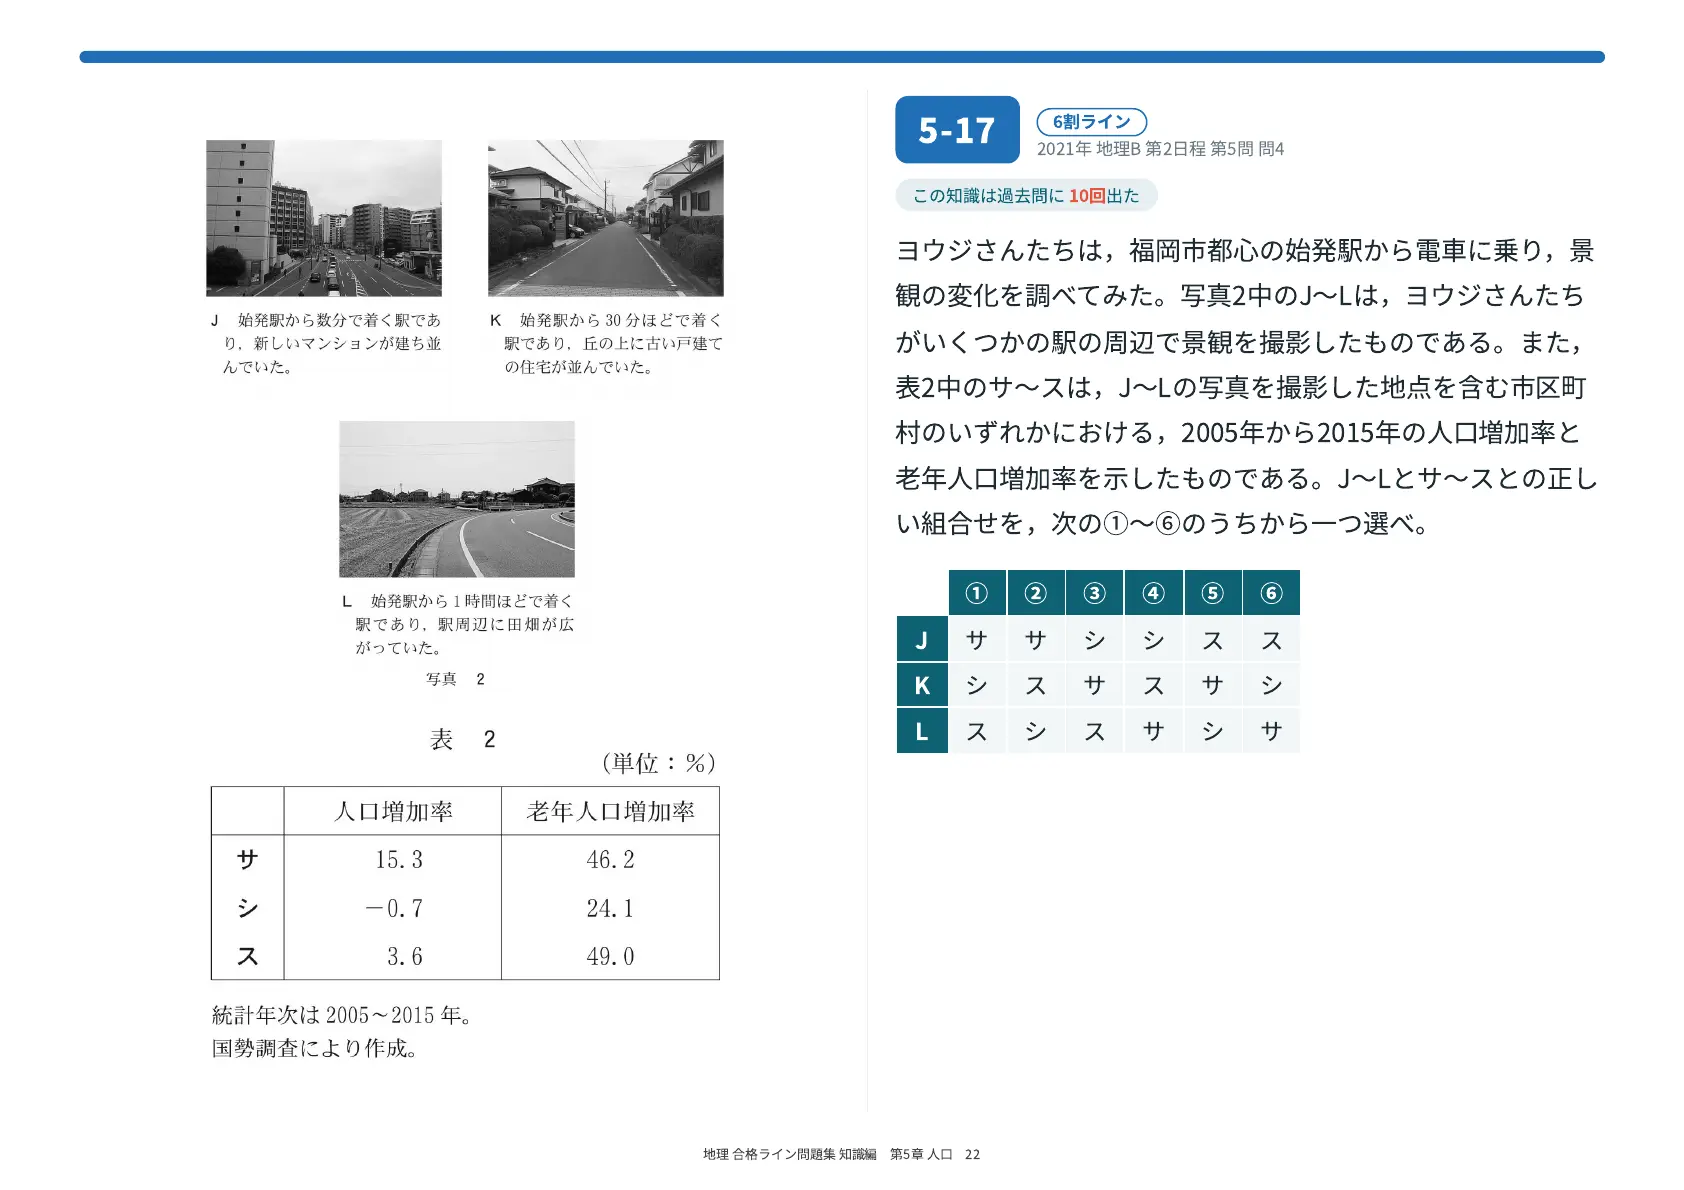 J 始発駅から数分で着く駅であ
り，新しいマンションが建ち並
んでいた。
K 始発駅から30分ほどで着く
駅であり，丘の上に古い戸建て
の住宅が並んでいた。
L 始発駅から1時間ほどで着く
駅であり，駅周辺に田畑が広
がっていた。
写真 2
表 2
（単位：％）
人口増加率 老年人口増加率
サ 15.3 46.2
シ －0.7 24.1
ス 3.6 49.0
統計年次は2005～2015年。
国勢調査により作成。
5-17
6割ライン
2021年 地理B 第2日程 第5問 問4
この知識は過去問に 10回出た
ヨウジさんたちは，福岡市都心の始発駅から電車に乗り，景
観の変化を調べてみた。写真2中のJ～Lは，ヨウジさんたち
がいくつかの駅の周辺で景観を撮影したものである。また，
表2中のサ～スは，J～Lの写真を撮影した地点を含む市区町
村のいずれかにおける，2005年から2015年の人口増加率と
老年人口増加率を示したものである。J～Lとサ～スとの正し
い組合せを，次の①～⑥のうちから一つ選べ。
① ② ③ ④ ⑤ ⑥
J サ サ シ シ ス ス
K シ ス サ ス サ シ
L ス シ ス サ シ サ
地理 合格ライン問題集 知識編 第5章 人口 22